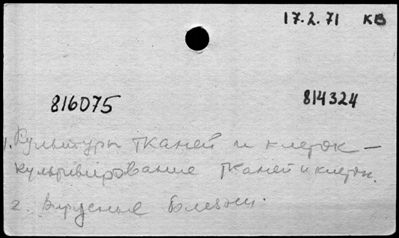 17.2.71 КВ
816075 814324
1. Культуры тканей и клеток –
культивирование тканей и клеток.
2. Вирусные болезни.